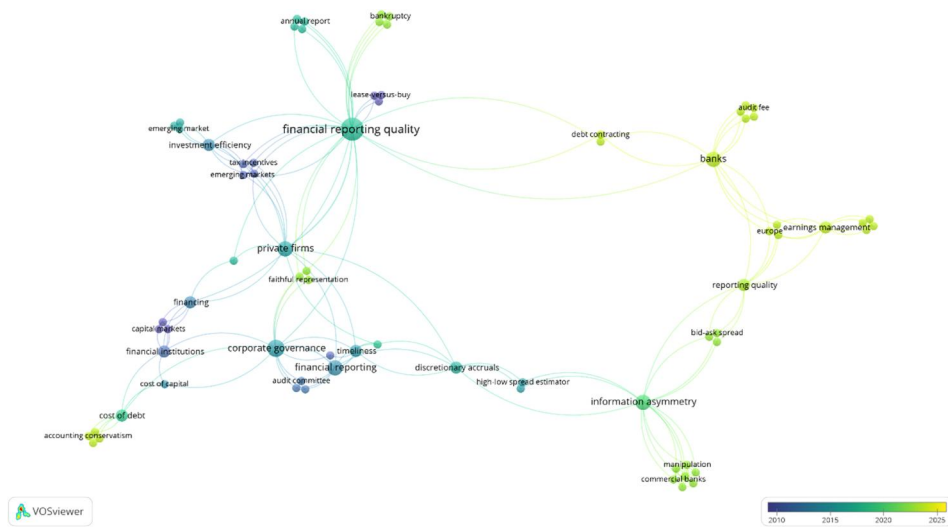 bankruptcy
annual report
lease-versus-buy
audit fee
emerging market
financial reporting quality
debt contracting
investment efficiency
banks
tax incentives
emerging markets
europe
earnings management
private firms
faithful representation
reporting quality
financing
capital markets
bid-ask spread
financial institutions
corporate governance
timeliness
financial reporting
discretionary accruals
cost of capital
audit committee
high-low spread estimator
information asymmetry
cost of debt
accounting conservatism
manipulation
commercial banks
VOSviewer
2010 2015 2020 2025